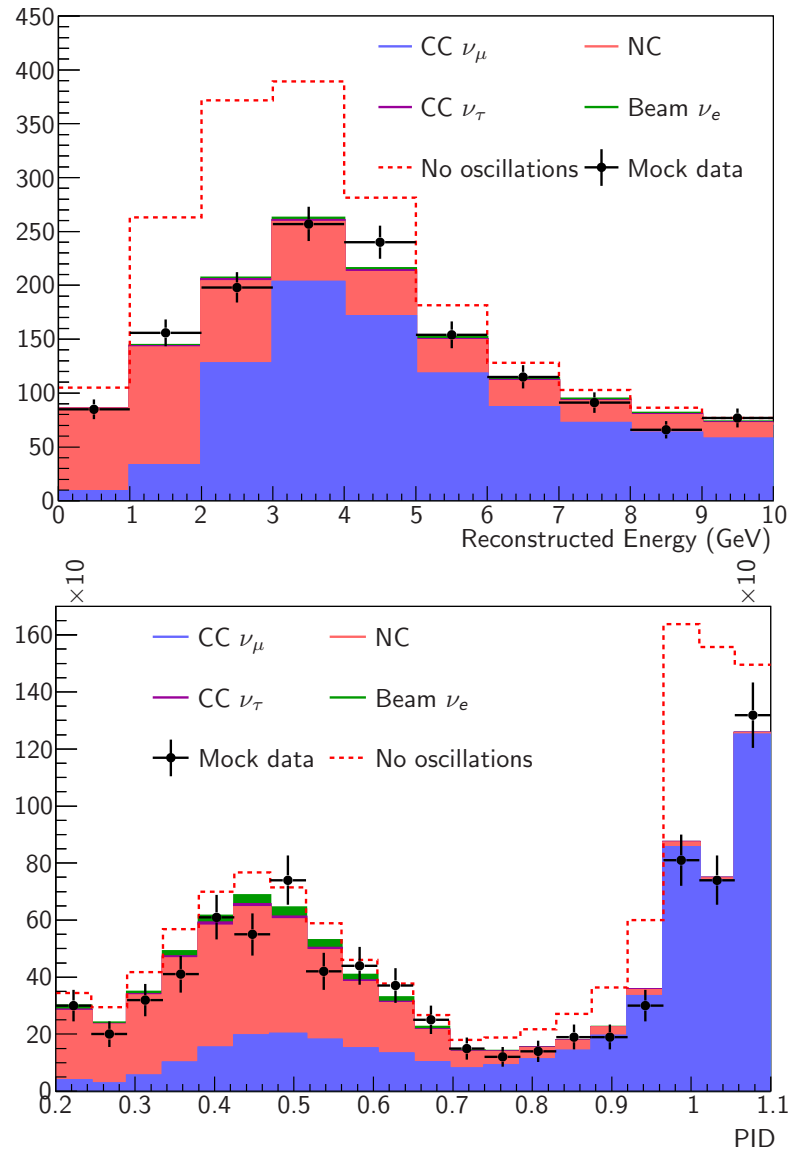 450
400
350
300
250
200
150
100
50
0
CC νμ NC
CC ντ Beam νe
No oscillations Mock data
0 1 2 3 4 5 6 7 8 9 10
Reconstructed Energy (GeV)
×10 ×10
160
140
120
100
80
60
40
20
0
CC νμ NC
CC ντ Beam νe
Mock data No oscillations
0.2 0.3 0.4 0.5 0.6 0.7 0.8 0.9 1 1.1
PID